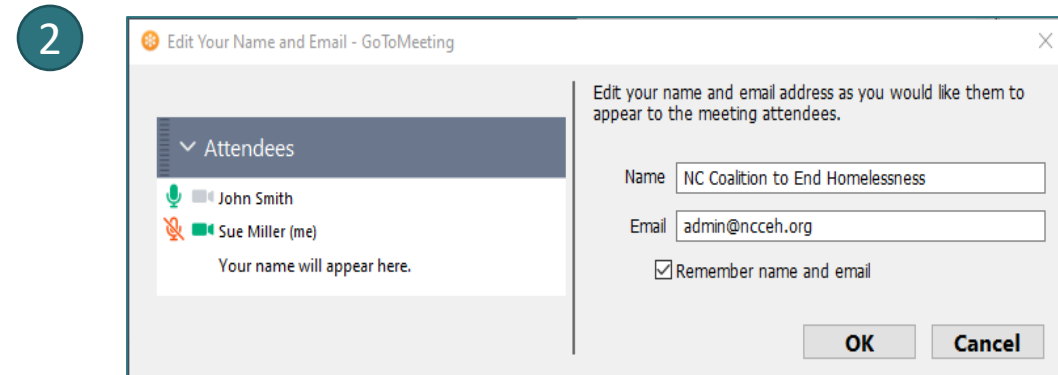 2
Edit Your Name and Email - GoToMeeting
Attendees
John Smith
Sue Miller (me)
Your name will appear here.
Edit your name and email address as you would like them to
appear to the meeting attendees.
Name NC Coalition to End Homelessness
Email admin@ncceh.org
Remember name and email
OK Cancel